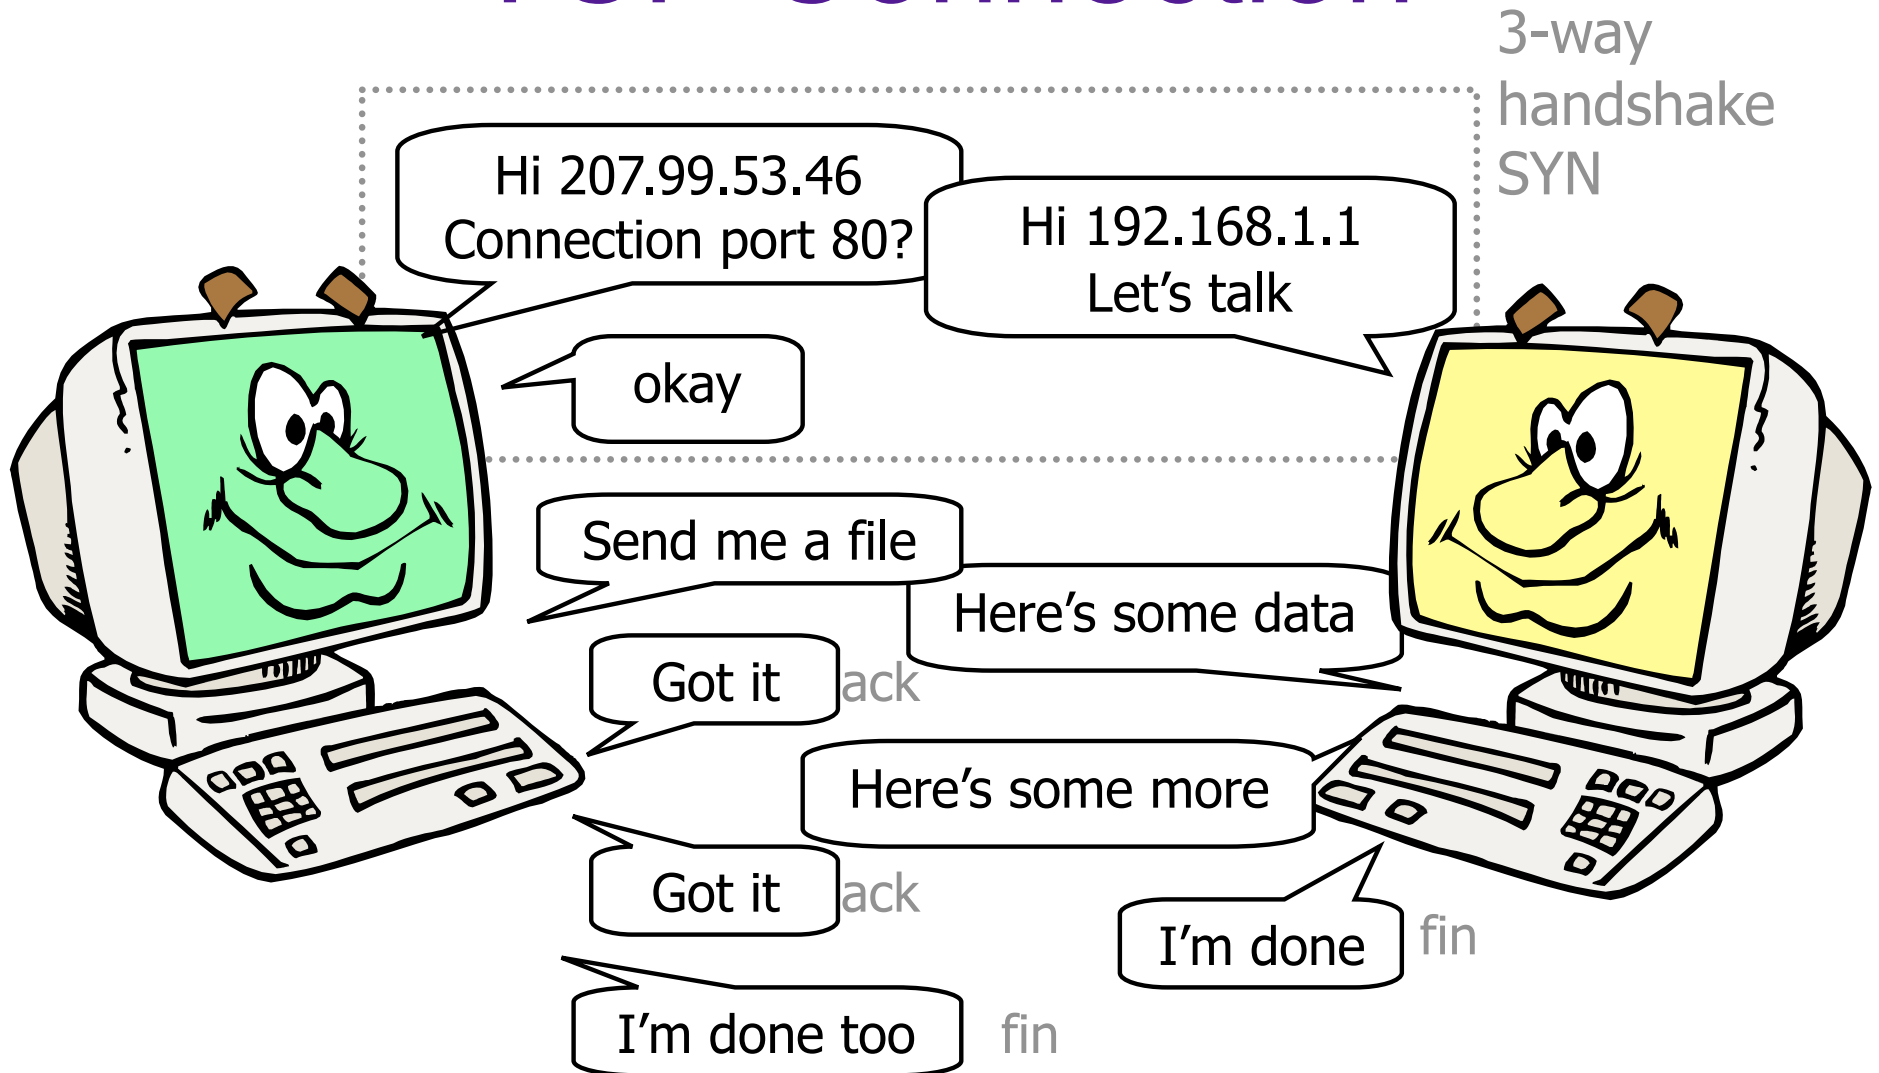 TCP Connection
3-way
handshake
SYN
Hi 207.99.53.46
Connection port 80?
Hi 192.168.1.1
Let's talk
okay
Send me a file
Here's some data
Got it
ack
Here's some more
Got it
ack
I'm done
fin
I'm done too
fin